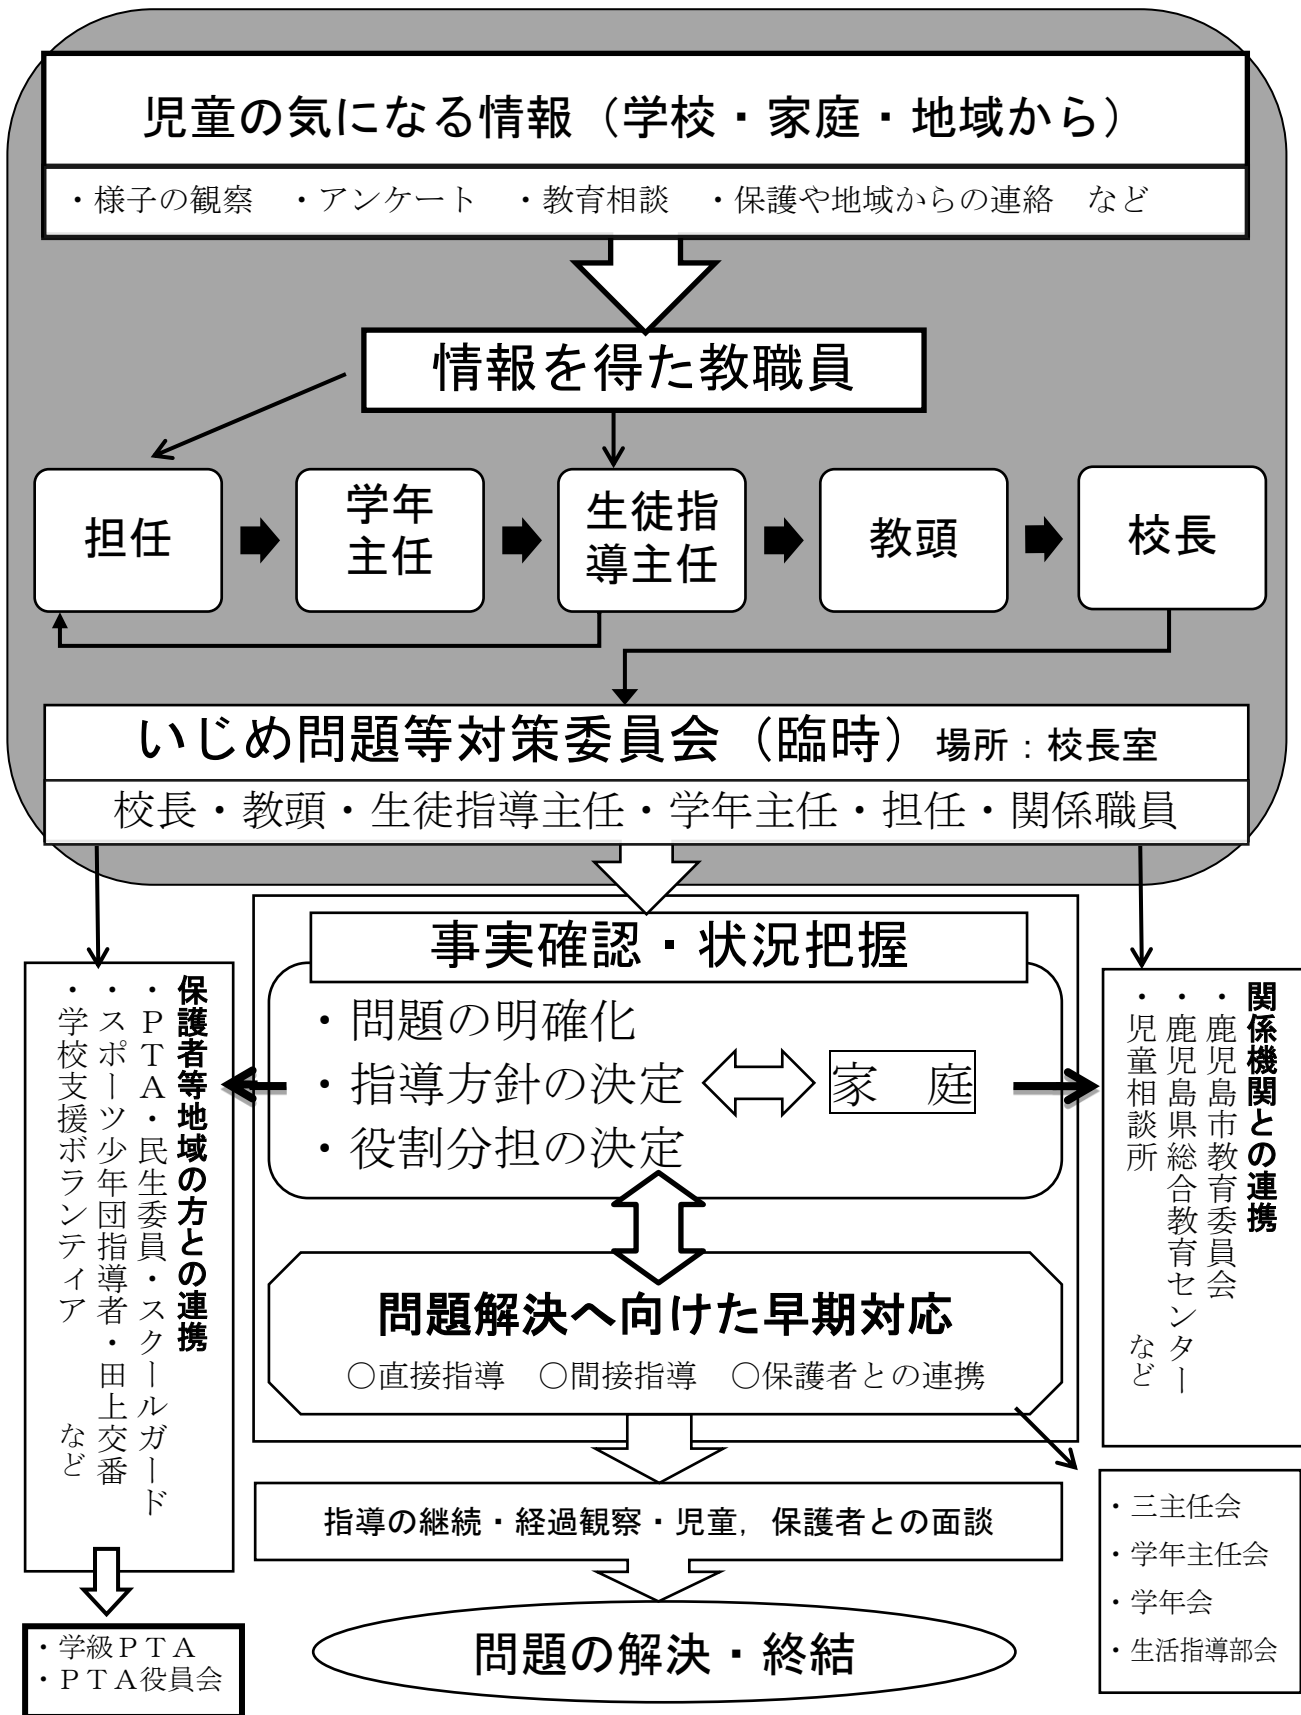 児童の気になる情報（学校・家庭・地域から）
・様子の観察　・アンケート　・教育相談　・保護や地域からの連絡　など
情報を得た教職員
担任
学年
主任
生徒指
導主任
教頭
校長
いじめ問題等対策委員会（臨時）場所：校長室
校長・教頭・生徒指導主任・学年主任・担任・関係職員
事実確認・状況把握
・問題の明確化
・指導方針の決定
・役割分担の決定
家　庭
保護者等地域の方との連携
・ＰＴＡ・民生委員・スクールガード
・スポーツ少年団指導者・田上交番
・学校支援ボランティア　　など
関係機関との連携
・鹿児島市教育委員会
・鹿児島県総合教育センター
・児童相談所　　など
問題解決へ向けた早期対応
○直接指導　○間接指導　○保護者との連携
指導の継続・経過観察・児童，保護者との面談
・三主任会
・学年主任会
・学年会
・生活指導部会
・学級ＰＴＡ
・ＰＴＡ役員会
問題の解決・終結